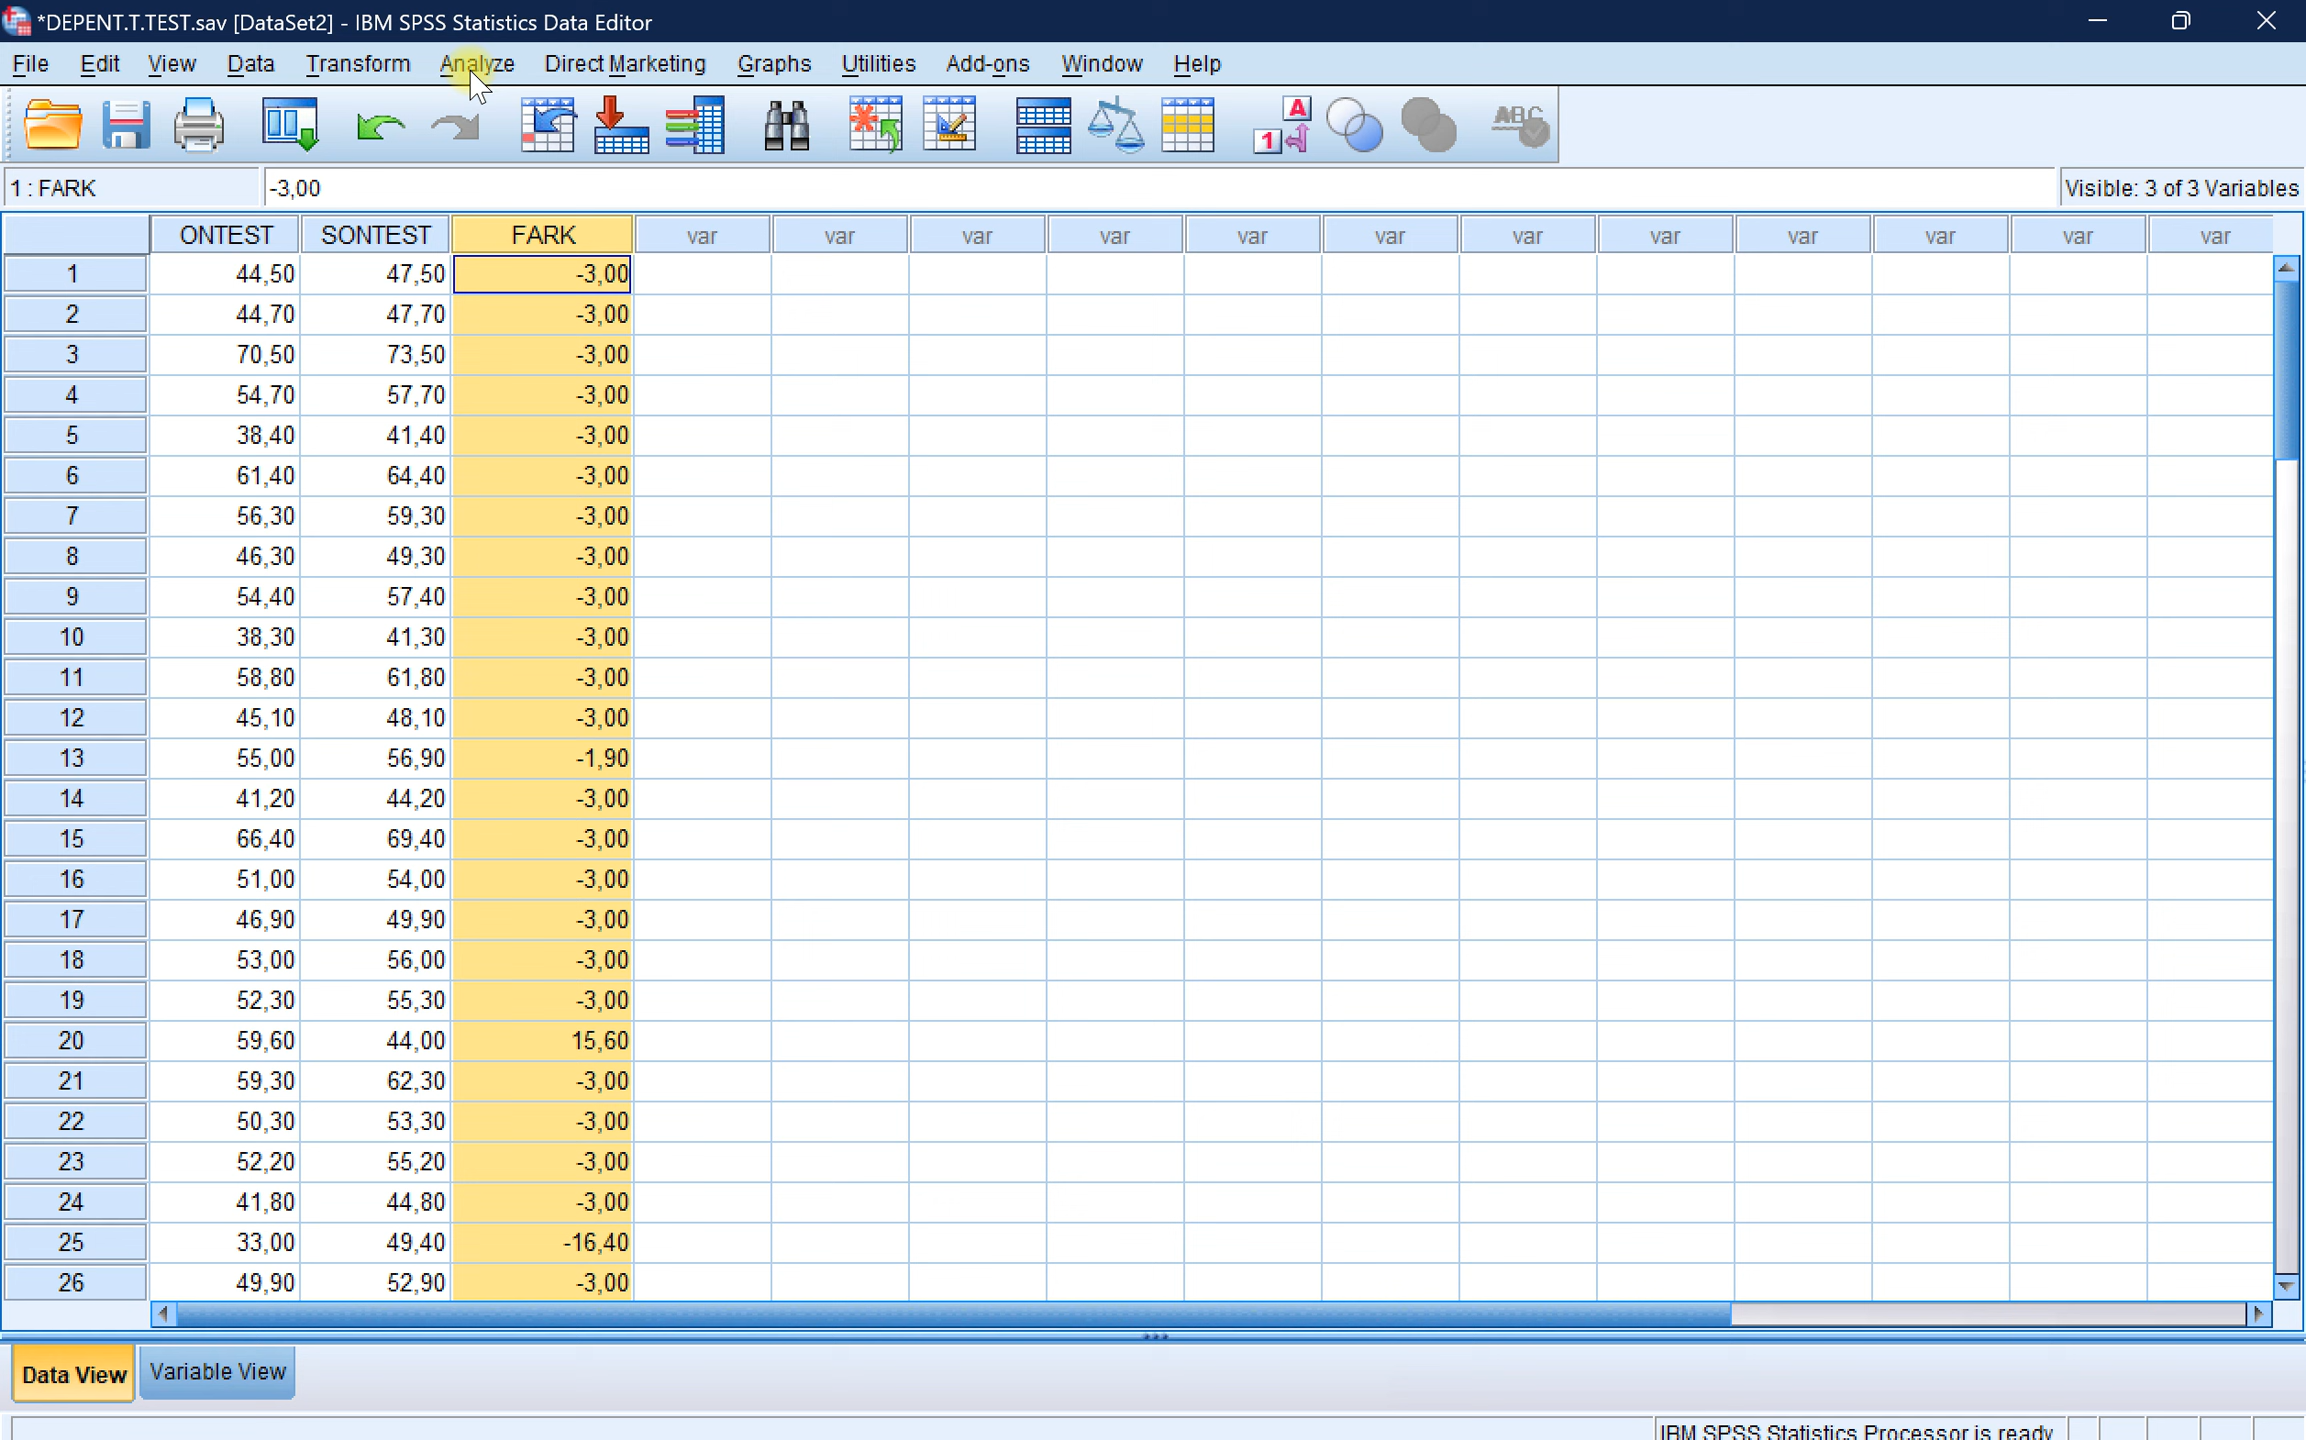 *DEPENT.T.TEST.sav [DataSet2] - IBM SPSS Statistics Data Editor
File Edit View Data Transform Analyze Direct Marketing Graphs Utilities Add-ons Window Help
A
1
ABC
1 : FARK -3,00 Visible: 3 of 3 Variables
ONTEST SONTEST FARK var var var var var var var var var var var var
1 44,50 47,50 -3,00
2 44,70 47,70 -3,00
3 70,50 73,50 -3,00
4 54,70 57,70 -3,00
5 38,40 41,40 -3,00
6 61,40 64,40 -3,00
7 56,30 59,30 -3,00
8 46,30 49,30 -3,00
9 54,40 57,40 -3,00
10 38,30 41,30 -3,00
11 58,80 61,80 -3,00
12 45,10 48,10 -3,00
13 55,00 56,90 -1,90
14 41,20 44,20 -3,00
15 66,40 69,40 -3,00
16 51,00 54,00 -3,00
17 46,90 49,90 -3,00
18 53,00 56,00 -3,00
19 52,30 55,30 -3,00
20 59,60 44,00 15,60
21 59,30 62,30 -3,00
22 50,30 53,30 -3,00
23 52,20 55,20 -3,00
24 41,80 44,80 -3,00
25 33,00 49,40 -16,40
26 49,90 52,90 -3,00
Data View Variable View
IBM SPSS Statistics Processor is ready